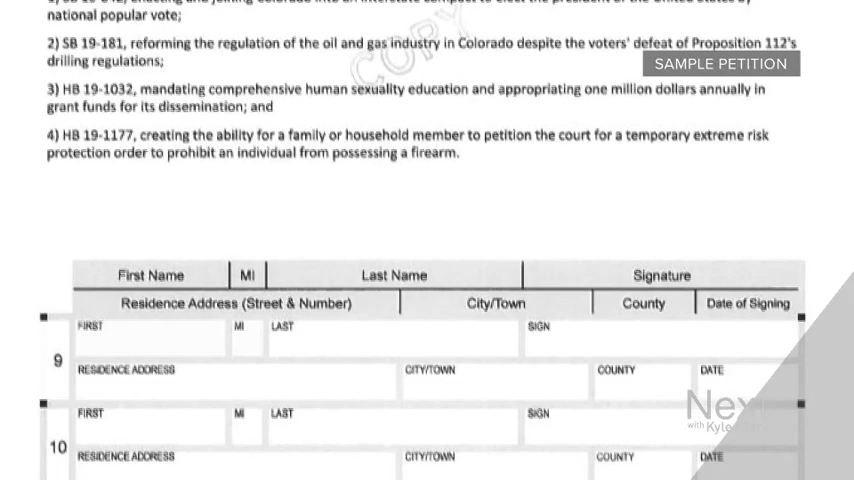 national popular vote;
2) SB 19-181, reforming the regulation of the oil and gas industry in Colorado despite the voters' defeat of Proposition 112's
drilling regulations;
SAMPLE PETITION
COPY
3) HB 19-1032, mandating comprehensive human sexuality education and appropriating one million dollars annually in
grant funds for its dissemination; and
4) HB 19-1177, creating the ability for a family or household member to petition the court for a temporary extreme risk
protection order to prohibit an individual from possessing a firearm.
First Name MI Last Name Signature
Residence Address (Street & Number) City/Town County Date of Signing
9
FIRST MI LAST SIGN
RESIDENCE ADDRESS CITY/TOWN COUNTY DATE
10
FIRST MI LAST SIGN
RESIDENCE ADDRESS CITY/TOWN COUNTY DATE
with Kyle